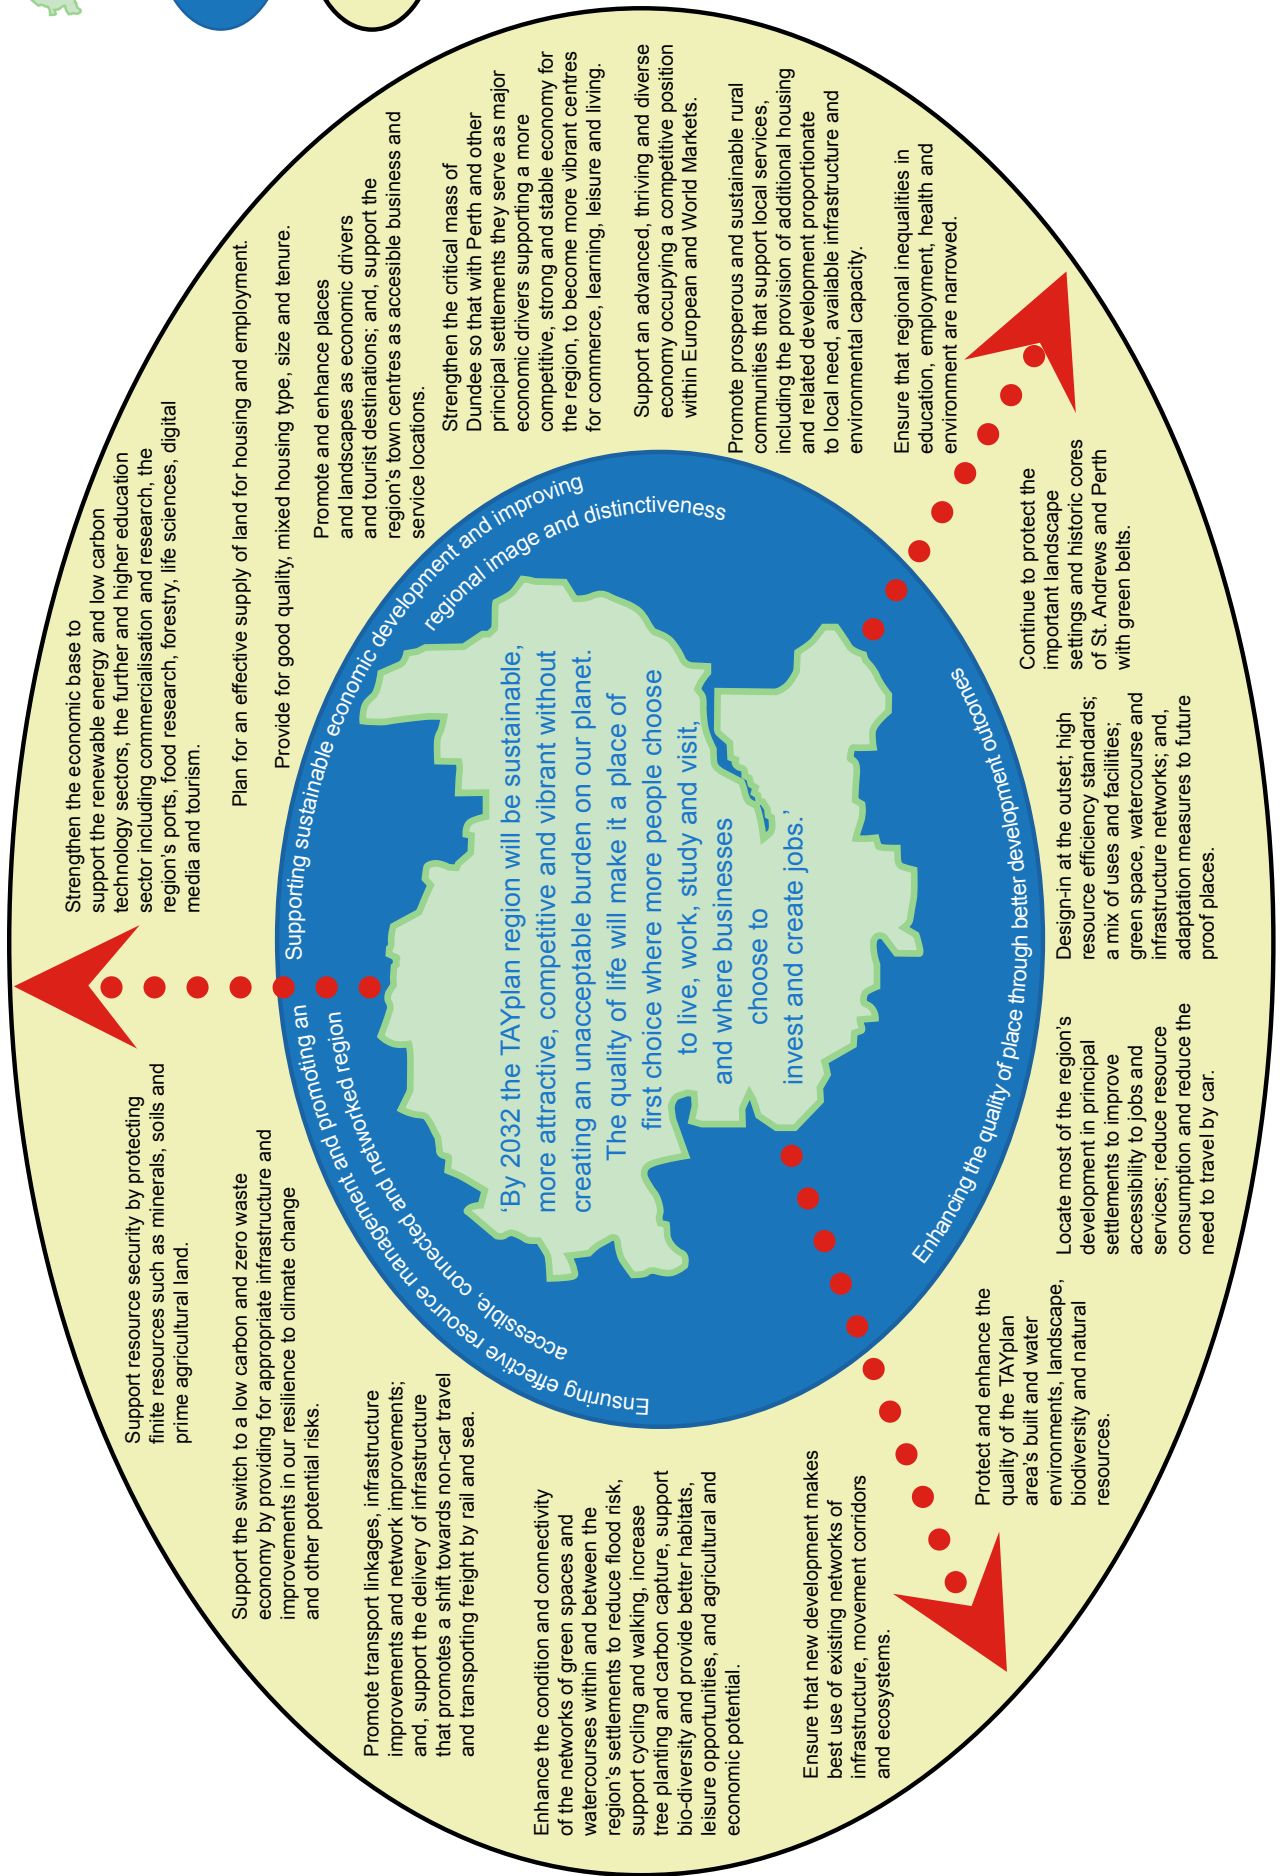 'By 2032 the TAYplan region will be sustainable,
more attractive, competitive and vibrant without
creating an unacceptable burden on our planet.
The quality of life will make it a place of
first choice where more people choose
to live, work, study and visit,
and where businesses
choose to
invest and create jobs.'
Ensuring effective resource management and promoting an
accessible, connected and networked region
Supporting sustainable economic development and improving
regional image and distinctiveness
Enhancing the quality of place through better development outcomes
Support resource security by protecting
finite resources such as minerals, soils and
prime agricultural land.
Support the switch to a low carbon and zero waste
economy by providing for appropriate infrastructure and
improvements in our resilience to climate change
and other potential risks.
Promote transport linkages, infrastructure
improvements and network improvements;
and, support the delivery of infrastructure
that promotes a shift towards non-car travel
and transporting freight by rail and sea.
Enhance the condition and connectivity
of the networks of green spaces and
watercourses within and between the
region's settlements to reduce flood risk,
support cycling and walking, increase
tree planting and carbon capture, support
bio-diversity and provide better habitats,
leisure opportunities, and agricultural and
economic potential.
Ensure that new development makes
best use of existing networks of
infrastructure, movement corridors
and ecosystems.
Strengthen the economic base to
support the renewable energy and low carbon
technology sectors, the further and higher education
sector including commercialisation and research, the
region's ports, food research, forestry, life sciences, digital
media and tourism.
Plan for an effective supply of land for housing and employment.
Provide for good quality, mixed housing type, size and tenure.
Promote and enhance places
and landscapes as economic drivers
and tourist destinations; and, support the
region's town centres as accesible business and
service locations.
Strengthen the critical mass of
Dundee so that with Perth and other
principal settlements they serve as major
economic drivers supporting a more
competitive, strong and stable economy for
the region, to become more vibrant centres
for commerce, learning, leisure and living.
Support an advanced, thriving and diverse
economy occupying a competitive position
within European and World Markets.
Promote prosperous and sustainable rural
communities that support local services,
including the provision of additional housing
and related development proportionate
to local need, available infrastructure and
environmental capacity.
Ensure that regional inequalities in
education, employment, health and
environment are narrowed.
Protect and enhance the
quality of the TAYplan
area's built and water
environments, landscape,
biodiversity and natural
resources.
Locate most of the region's
development in principal
settlements to improve
accessibility to jobs and
services; reduce resource
consumption and reduce the
need to travel by car.
Design-in at the outset; high
resource efficiency standards;
a mix of uses and facilities;
green space, watercourse and
infrastructure networks; and,
adaptation measures to future
proof places.
Continue to protect the
important landscape
settings and historic cores
of St. Andrews and Perth
with green belts.